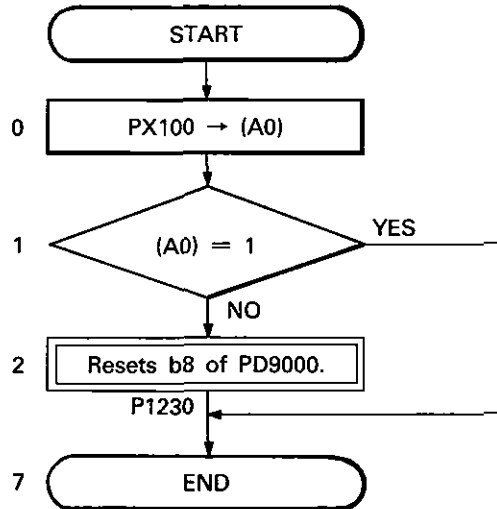 START
0 PX100 → (A0)
1 (A0) = 1 YES
NO
2 Resets b8 of PD9000.
P1230
7 END